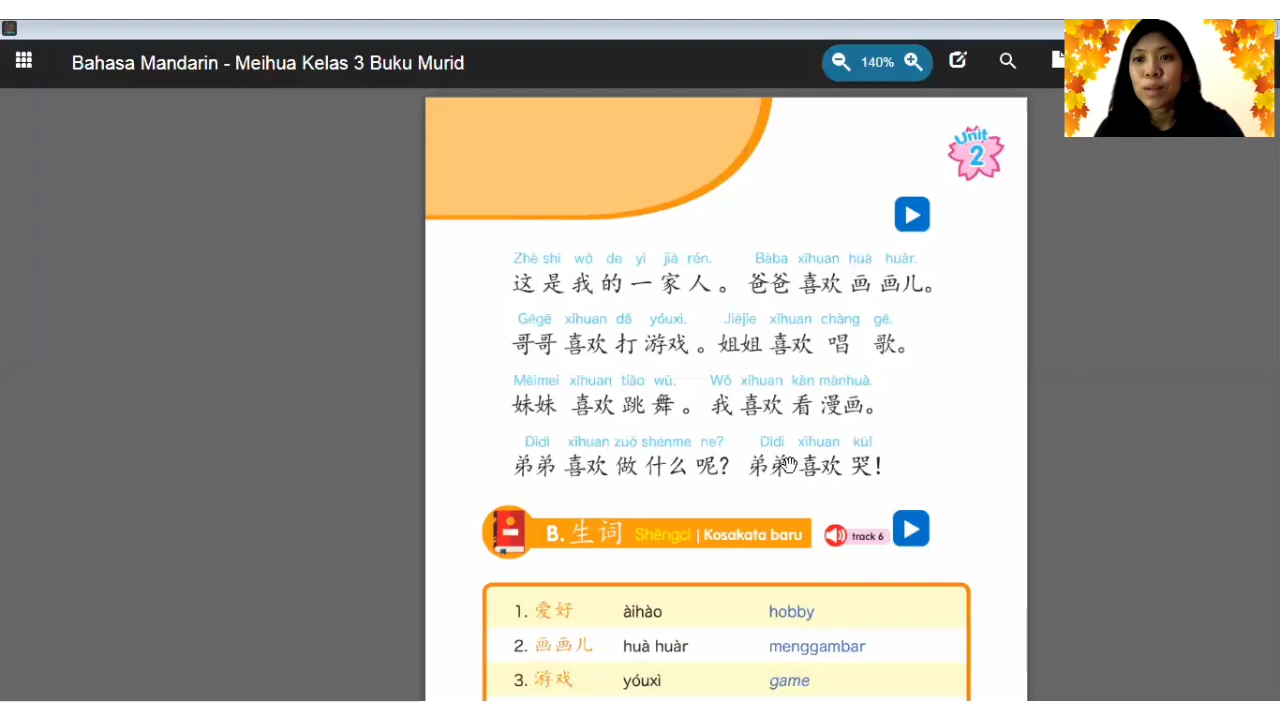 Bahasa Mandarin - Meihua Kelas 3 Buku Murid
140%
Unit
2
Zhè shì wǒ de yì jiā rén. Bàba xǐhuan huà huàr.
这是我的一家人。爸爸喜欢画画儿。
Gēgē xǐhuan dǎ yóuxì. Jiějie xǐhuan chàng gē.
哥哥喜欢打游戏。姐姐喜欢唱歌。
Mèimei xǐhuan tiào wǔ. Wǒ xǐhuan kàn mànhuà.
妹妹喜欢跳舞。我喜欢看漫画。
Dìdi xǐhuan zuò shénme ne? Dìdi xǐhuan kū!
弟弟喜欢做什么呢?弟弟喜欢哭!
B. 生词 Shēngcí | Kosakata baru
track 6
1. 爱好 àihào hobby
2. 画画儿 huà huàr menggambar
3. 游戏 yóuxì game